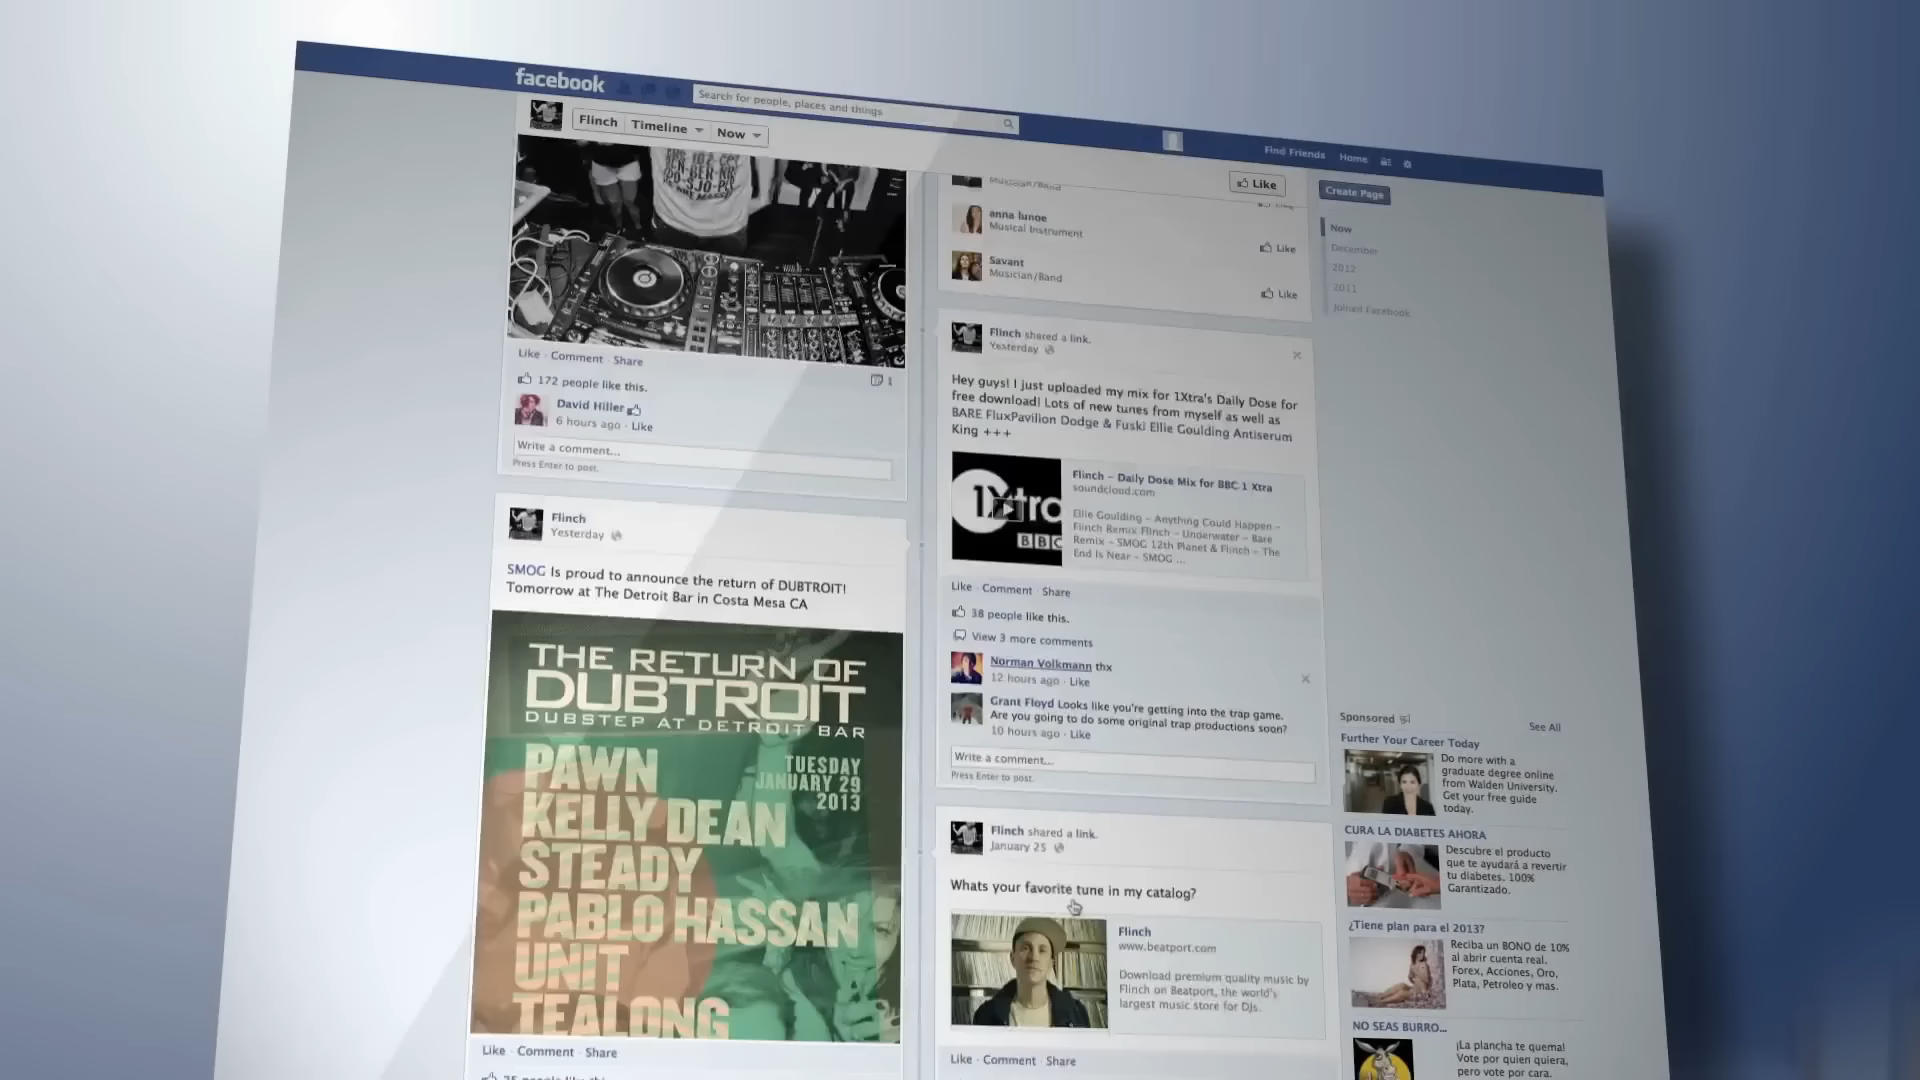 facebook
Search for people, places and things
Find Friends
Home
Flinch
Timeline
Now
Like
Create Page
Now
December
2012
2011
Joined Facebook
Like · Comment · Share
1
172 people like this.
David Hiller
6 hours ago · Like
Write a comment...
Press Enter to post.
Flinch
Yesterday
SMOG Is proud to announce the return of DUBTROIT!
Tomorrow at The Detroit Bar in Costa Mesa CA
THE RETURN OF
DUBTROIT
DUBSTEP AT DETROIT BAR
TUESDAY
JANUARY 29
2013
PAWN
KELLY DEAN
STEADY
PABLO HASSAN
UNIT
TEALONG
Like · Comment · Share
Musician/Band
anna lunoe
Musical Instrument
Like
Savant
Musician/Band
Like
Flinch shared a link.
Yesterday
Hey guys! I just uploaded my mix for 1Xtra's Daily Dose for
free download! Lots of new tunes from myself as well as
BARE FluxPavilion Dodge & Fuski Ellie Goulding Antiserum
King +++
1Xtra
BBC
Flinch – Daily Dose Mix for BBC 1 Xtra
soundcloud.com
Ellie Goulding – Anything Could Happen –
Flinch Remix Flinch – Underwater – Bare
Remix – SMOG 12th Planet & Flinch – The
End Is Near – SMOG ...
Like · Comment · Share
38 people like this.
View 3 more comments
Norman Volkmann thx
12 hours ago · Like
Grant Floyd Looks like you're getting into the trap game.
Are you going to do some original trap productions soon?
10 hours ago · Like
Write a comment...
Press Enter to post.
Flinch shared a link.
January 25
Whats your favorite tune in my catalog?
Flinch
www.beatport.com
Download premium quality music by
Flinch on Beatport, the world's
largest music store for DJs.
Like · Comment · Share
Sponsored
See All
Further Your Career Today
Do more with a
graduate degree online
from Walden University.
Get your free guide
today.
CURA LA DIABETES AHORA
Descubre el producto
que te ayudará a revertir
tu diabetes. 100%
Garantizado.
¿Tiene plan para el 2013?
Reciba un BONO de 10%
al abrir cuenta real.
Forex, Acciones, Oro,
Plata, Petroleo y mas.
NO SEAS BURRO...
¡La plancha te quema!
Vote por quien quiera,
pero vote por cara.